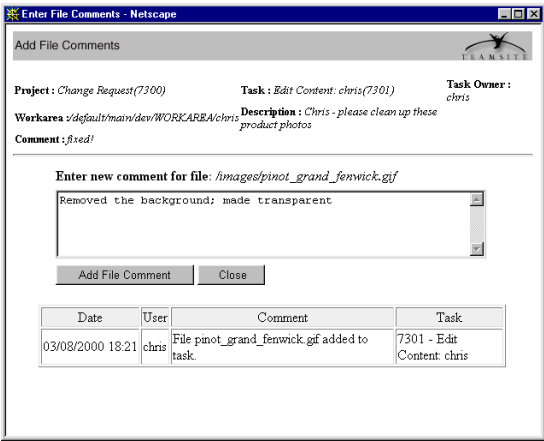 Enter File Comments - Netscape
Add File Comments
TEAMSITE
Project : Change Request(7300)
Task : Edit Content: chris(7301)
Task Owner :
chris
Workarea :/default/main/dev/WORKAREA/chris
Description : Chris - please clean up these
product photos
Comment :fixed!
Enter new comment for file: /images/pinot_grand_fenwick.gif
Removed the background; made transparent
Add File Comment
Close
Date User Comment Task
03/08/2000 18:21 chris File pinot_grand_fenwick.gif added to
task.
7301 - Edit
Content: chris